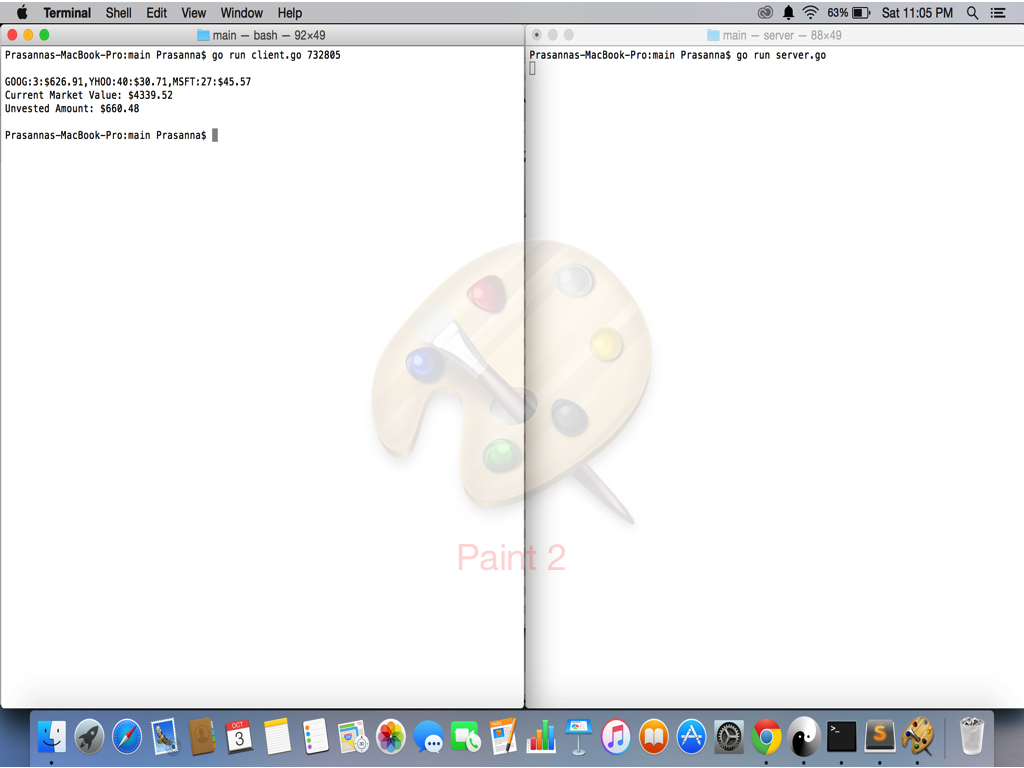 Terminal Shell Edit View Window Help 63% Sat 11:05 PM
main — bash — 92×49
Prasannas-MacBook-Pro:main Prasanna$ go run client.go 732805
GOOG:3:$626.91,YHOO:40:$30.71,MSFT:27:$45.57
Current Market Value: $4339.52
Unvested Amount: $660.48
Prasannas-MacBook-Pro:main Prasanna$
main — server — 88×49
Prasannas-MacBook-Pro:main Prasanna$ go run server.go
Paint 2
OCT
3